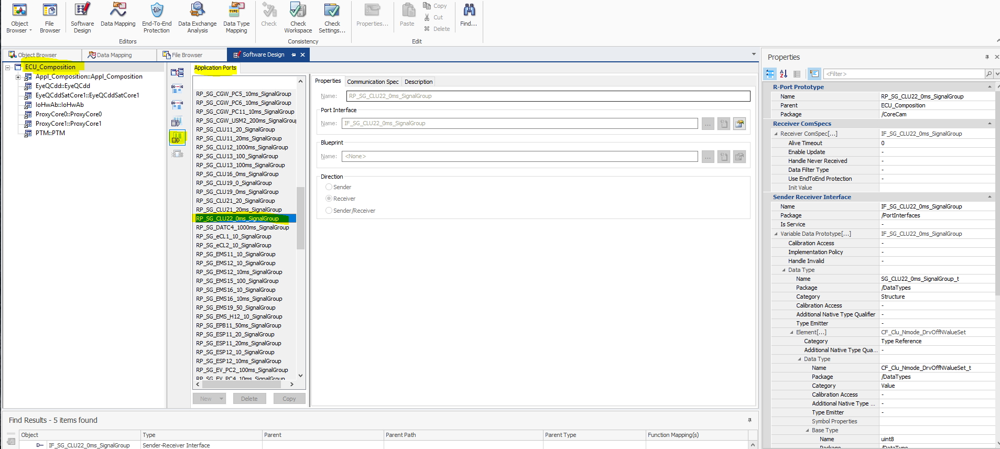 Object Browser
File Browser
Software Design
Data Mapping
End-To-End Protection
Data Exchange Analysis
Data Type Mapping
Check
Check Workspace
Check Settings...
Properties...
Paste
Copy
Cut
Delete
Find...
Editors
Consistency
Edit
TYPE
Object Browser
Data Mapping
File Browser
Software Design
ECU_Composition
Appl_Composition::Appl_Composition
EyeQCdd::EyeQCdd
EyeQCddSatCore1::EyeQCddSatCore1
IoHwAb::IoHwAb
ProxyCore0::ProxyCore0
ProxyCore1::ProxyCore1
PTM::PTM
Application Ports
RP_SG_CGW_PC5_10ms_SignalGroup
RP_SG_CGW_PC6_10ms_SignalGroup
RP_SG_CGW_PC11_10ms_SignalGroup
RP_SG_CGW_USM2_200ms_SignalGrou
RP_SG_CLU11_20_SignalGroup
RP_SG_CLU11_20ms_SignalGroup
RP_SG_CLU12_1000ms_SignalGroup
RP_SG_CLU13_100_SignalGroup
RP_SG_CLU13_100ms_SignalGroup
RP_SG_CLU16_0ms_SignalGroup
RP_SG_CLU19_0_SignalGroup
RP_SG_CLU19_0ms_SignalGroup
RP_SG_CLU21_20_SignalGroup
RP_SG_CLU21_20ms_SignalGroup
RP_SG_CLU22_0ms_SignalGroup
RP_SG_DATC4_1000ms_SignalGroup
RP_SG_eCL1_10_SignalGroup
RP_SG_eCL2_10_SignalGroup
RP_SG_EMS11_10_SignalGroup
RP_SG_EMS12_10_SignalGroup
RP_SG_EMS12_10ms_SignalGroup
RP_SG_EMS15_100_SignalGroup
RP_SG_EMS16_10_SignalGroup
RP_SG_EMS16_10ms_SignalGroup
RP_SG_EMS19_50_SignalGroup
RP_SG_EMS_H12_10_SignalGroup
RP_SG_EPB11_50ms_SignalGroup
RP_SG_ESP11_20_SignalGroup
RP_SG_ESP11_20ms_SignalGroup
RP_SG_ESP12_10_SignalGroup
RP_SG_ESP12_10ms_SignalGroup
RP_SG_EV_PC2_100ms_SignalGroup
RP_SG_EV_PC4_10ms_SignalGroup
New
Delete
Copy
Properties
Communication Spec
Description
Name: RP_SG_CLU22_0ms_SignalGroup
Port Interface
Name: IF_SG_CLU22_0ms_SignalGroup ...
Blueprint
Name: <None> ...
Direction
Sender
Receiver
Sender/Receiver
Properties
<Filter>
R-Port Prototype
Name RP_SG_CLU22_0ms_SignalGroup
Parent ECU_Composition
Package /CoreCam
Receiver ComSpecs
Receiver ComSpec[...] IF_SG_CLU22_0ms_SignalGroup
Alive Timeout 0
Enable Update -
Handle Never Received -
Data Filter Type -
Use EndToEnd Protection -
Init Value
Sender Receiver Interface
Name IF_SG_CLU22_0ms_SignalGroup
Package /PortInterfaces
Is Service -
Variable Data Prototype[...] IF_SG_CLU22_0ms_SignalGroup
Calibration Access -
Implementation Policy -
Handle Invalid -
Data Type
Name SG_CLU22_0ms_SignalGroup_t
Package /DataTypes
Category Structure
Calibration Access -
Additional Native Type Qualifier -
Type Emitter -
Element[...] CF_Clu_Nmode_DrvOffNValueSet
Category Type Reference
Additional Native Type Qua... -
Data Type
Name CF_Clu_Nmode_DrvOffNValueSet_t
Package /DataTypes
Category Value
Calibration Access -
Additional Native Type ... -
Type Emitter -
Symbol Properties
Base Type
Name uint8
Package /DataType
Find Results - 5 items found
Object Type Parent Parent Path Parent Type Function Mapping(s)
IF_SG_CLU22_0ms_SignalGroup Sender-Receiver Interface